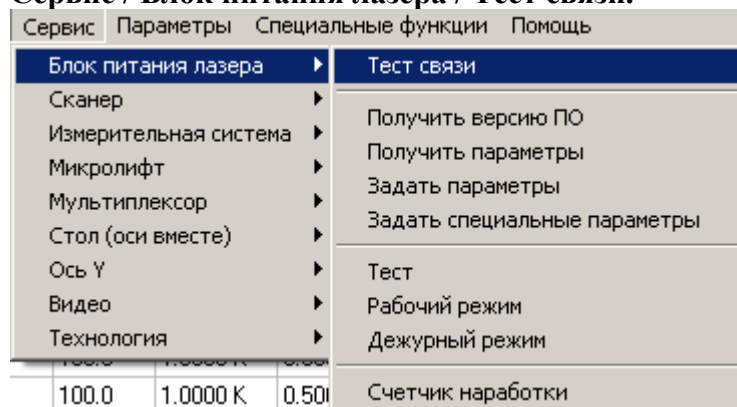 Сервис / Блок питания лазера / Тест связи.
Сервис Параметры Специальные функции Помощь
Блок питания лазера
Сканер
Измерительная система
Микролифт
Мультиплексор
Стол (оси вместе)
Ось Y
Видео
Технология
Тест связи
Получить версию ПО
Получить параметры
Задать параметры
Задать специальные параметры
Тест
Рабочий режим
Дежурный режим
Счетчик наработки
100.0 1.0000 K 0.50